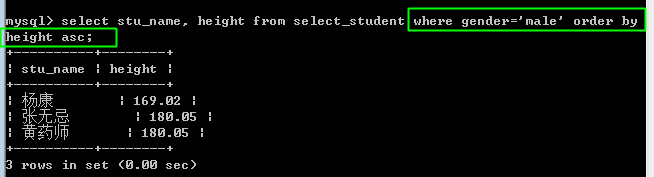 mysql> select stu_name, height from select_student where gender='male' order by
height asc;
+----------+--------+
| stu_name | height |
+----------+--------+
| 杨康 | 169.02 |
| 张无忌 | 180.05 |
| 黄药师 | 180.05 |
+----------+--------+
3 rows in set (0.00 sec)